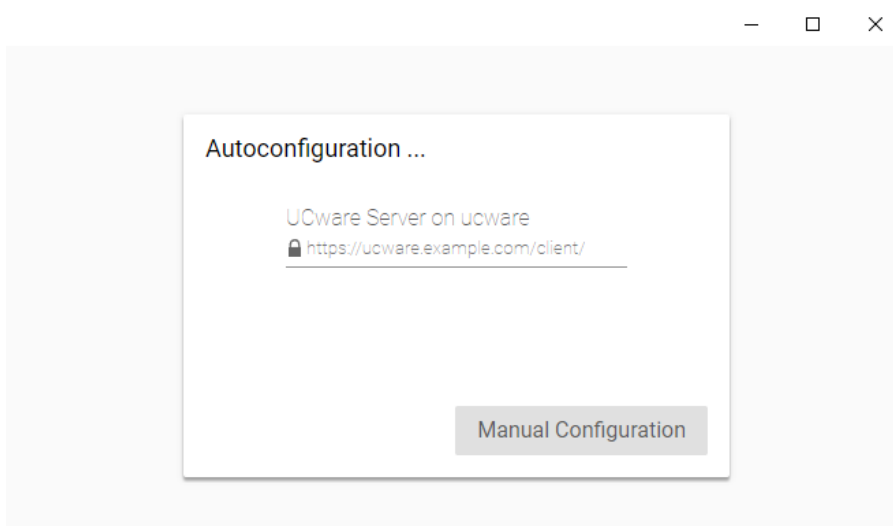 Autoconfiguration ...
UCware Server on ucware
https://ucware.example.com/client/
Manual Configuration